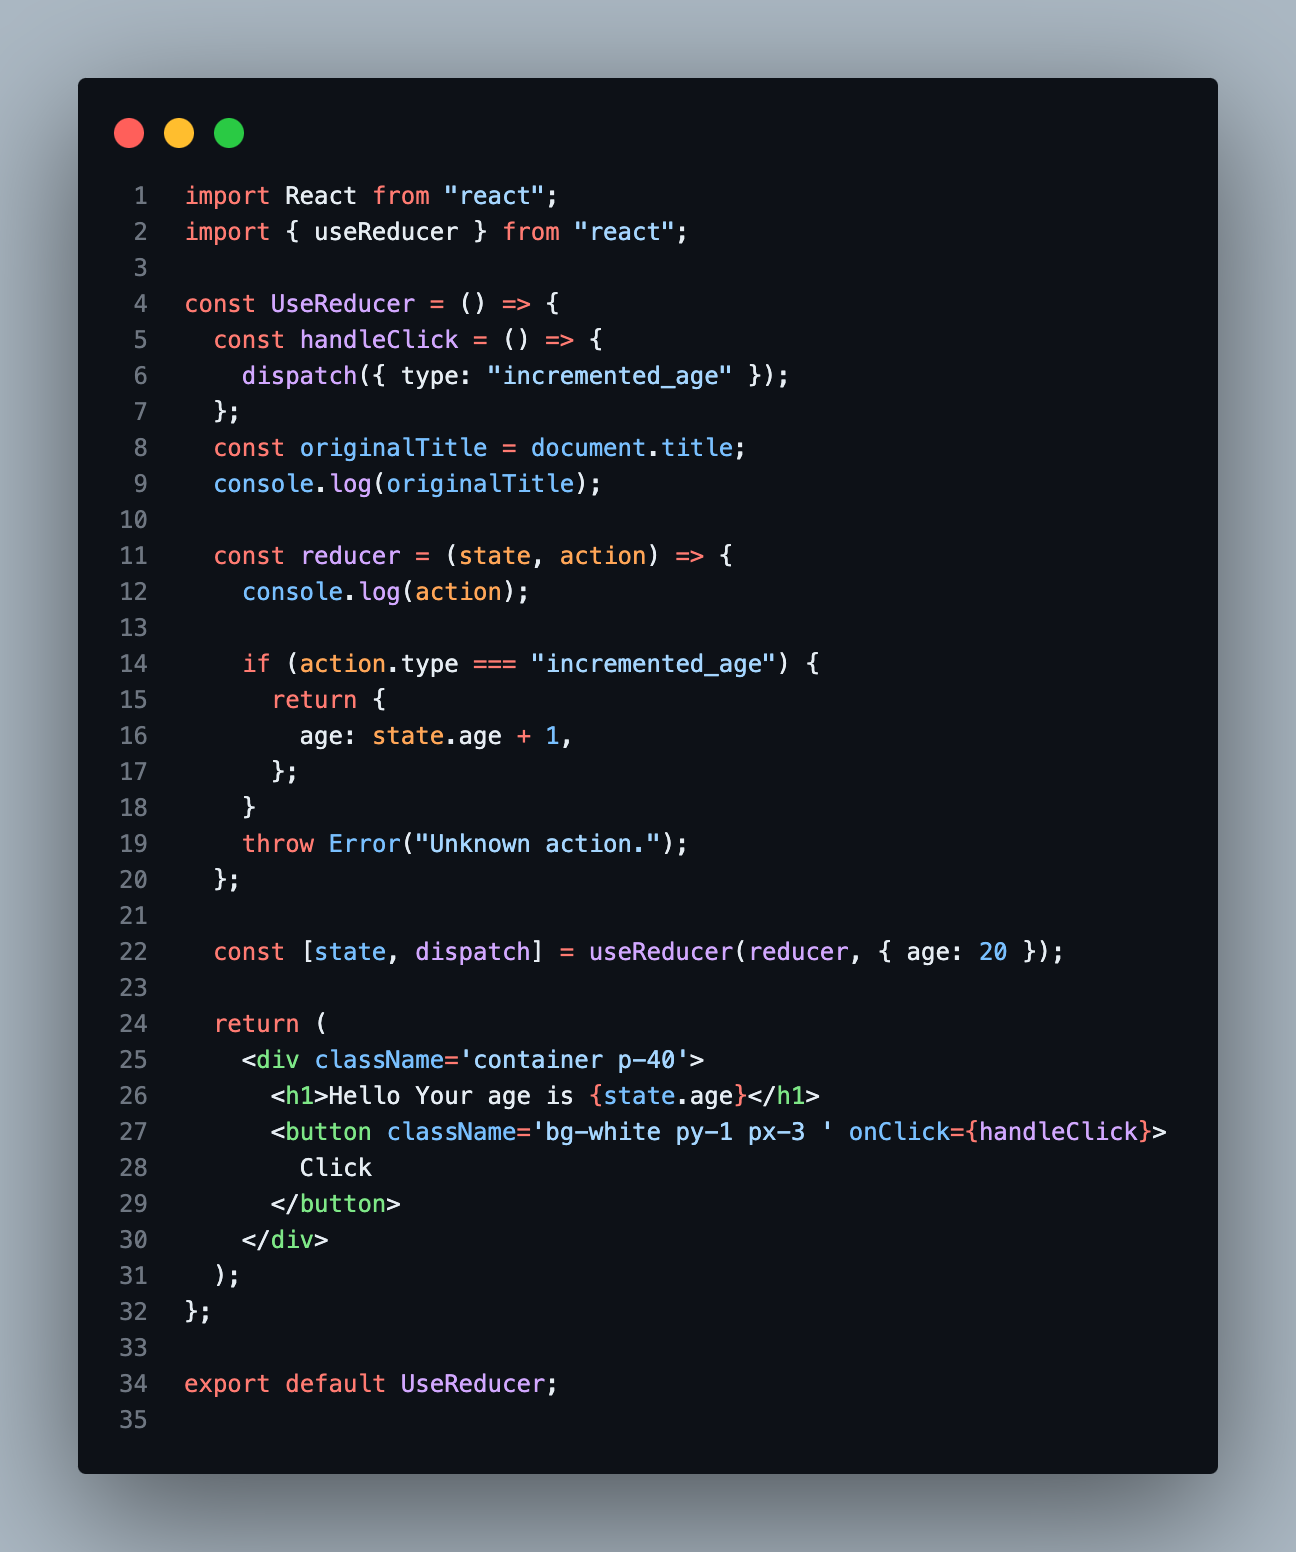 1 import React from "react";
2 import { useReducer } from "react";
3
4 const UseReducer = () => {
5   const handleClick = () => {
6     dispatch({ type: "incremented_age" });
7   };
8   const originalTitle = document.title;
9   console.log(originalTitle);
10
11   const reducer = (state, action) => {
12     console.log(action);
13
14     if (action.type === "incremented_age") {
15       return {
16         age: state.age + 1,
17       };
18     }
19     throw Error("Unknown action.");
20   };
21
22   const [state, dispatch] = useReducer(reducer, { age: 20 });
23
24   return (
25     <div className='container p-40'>
26       <h1>Hello Your age is {state.age}</h1>
27       <button className='bg-white py-1 px-3 ' onClick={handleClick}>
28         Click
29       </button>
30     </div>
31   );
32 };
33
34 export default UseReducer;
35